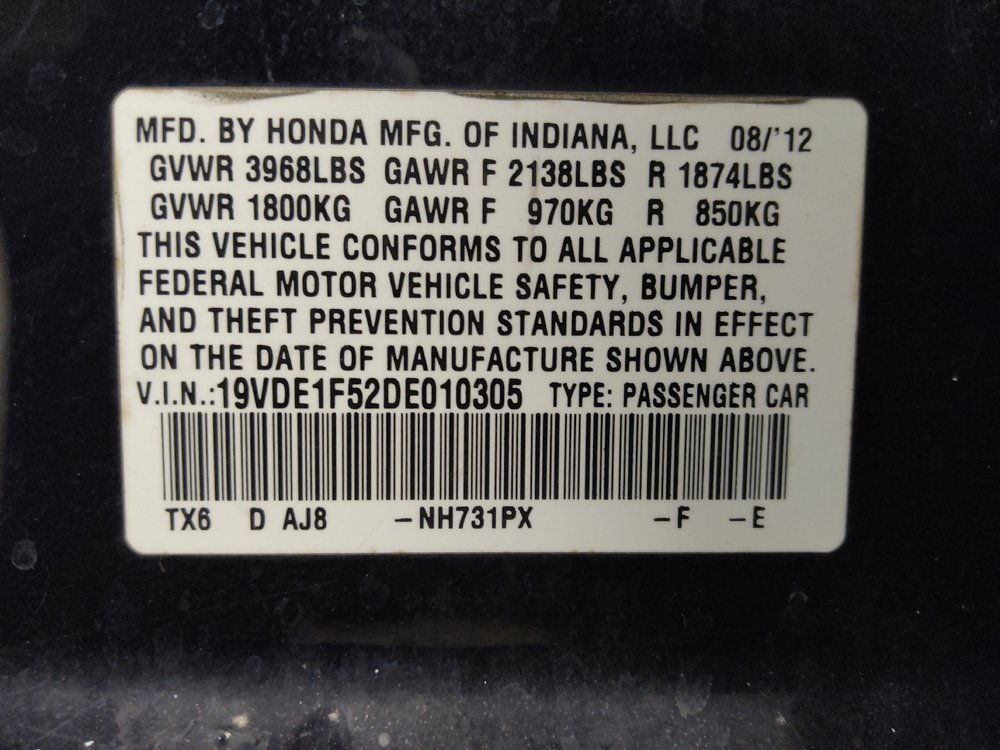 MFD. BY HONDA MFG. OF INDIANA, LLC 08/'12
GVWR 3968LBS GAWR F 2138LBS R 1874LBS
GVWR 1800KG GAWR F 970KG R 850KG
THIS VEHICLE CONFORMS TO ALL APPLICABLE
FEDERAL MOTOR VEHICLE SAFETY, BUMPER,
AND THEFT PREVENTION STANDARDS IN EFFECT
ON THE DATE OF MANUFACTURE SHOWN ABOVE.
V.I.N.:19VDE1F52DE010305 TYPE: PASSENGER CAR
TX6 D AJ8 –NH731PX –F –E